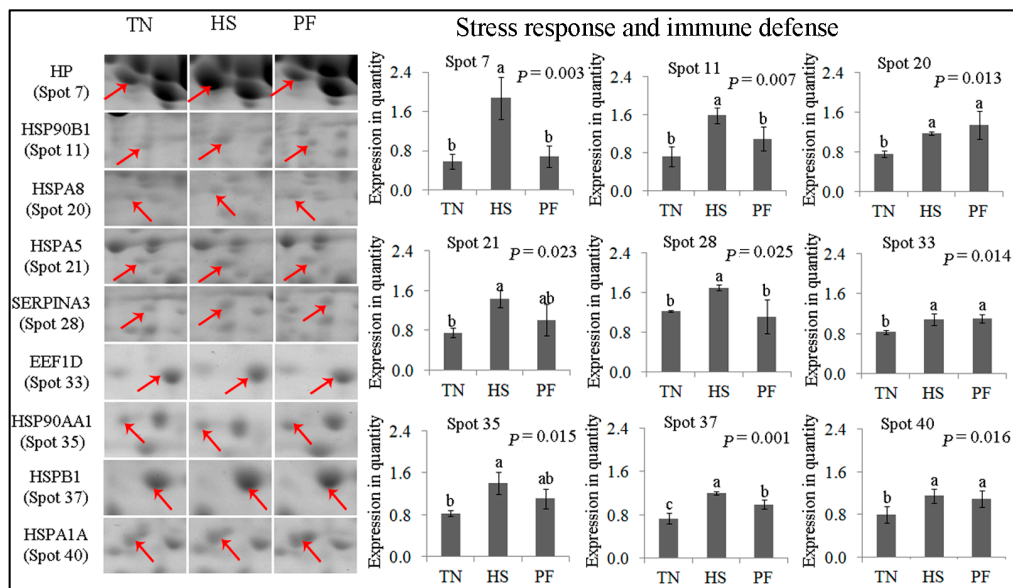 TN HS PF
Stress response and immune defense
HP
(Spot 7)
HSP90B1
(Spot 11)
HSPA8
(Spot 20)
HSPA5
(Spot 21)
SERPINA3
(Spot 28)
EEF1D
(Spot 33)
HSP90AA1
(Spot 35)
HSPB1
(Spot 37)
HSPA1A
(Spot 40)
Expression in quantity
2.4
1.6
0.8
0.0
Spot 7
P = 0.003
b a b
TN HS PF
Expression in quantity
2.4
1.6
0.8
0.0
Spot 11
P = 0.007
b a b
TN HS PF
Expression in quantity
2.4
1.6
0.8
0.0
Spot 20
P = 0.013
b a a
TN HS PF
Expression in quantity
2.4
1.6
0.8
0.0
Spot 21
P = 0.023
b a ab
TN HS PF
Expression in quantity
2.4
1.6
1.2
0.0
Spot 28
P = 0.025
b a b
TN HS PF
Expression in quantity
2.4
1.6
0.8
0.0
Spot 33
P = 0.014
b a a
TN HS PF
Expression in quantity
2.4
1.6
0.8
0.0
Spot 35
P = 0.015
b a ab
TN HS PF
Expression in quantity
2.4
1.8
1.2
0.6
0.0
Spot 37
P = 0.001
c a b
TN HS PF
Expression in quantity
2.4
1.6
0.8
0.0
Spot 40
P = 0.016
b a a
TN HS PF